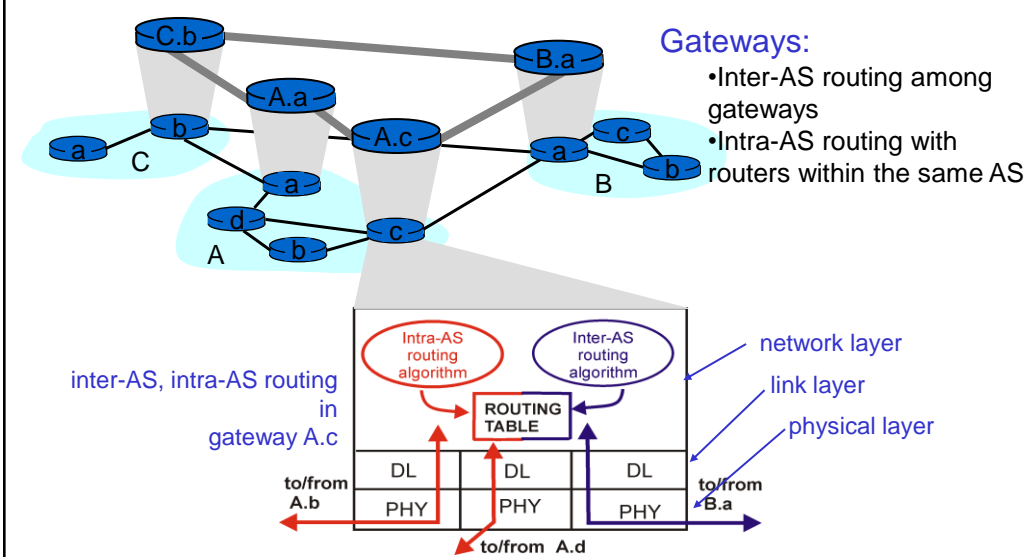 C.b
B.a
A.a
A.c
Gateways:
•Inter-AS routing among
gateways
•Intra-AS routing with
routers within the same AS
a
b
C
a
c
b
B
a
d
b
c
A
inter-AS, intra-AS routing
in
gateway A.c
Intra-AS
routing
algorithm
Inter-AS
routing
algorithm
ROUTING
TABLE
DL
DL
DL
PHY
PHY
PHY
to/from
A.b
to/from A.d
to/from
B.a
network layer
link layer
physical layer